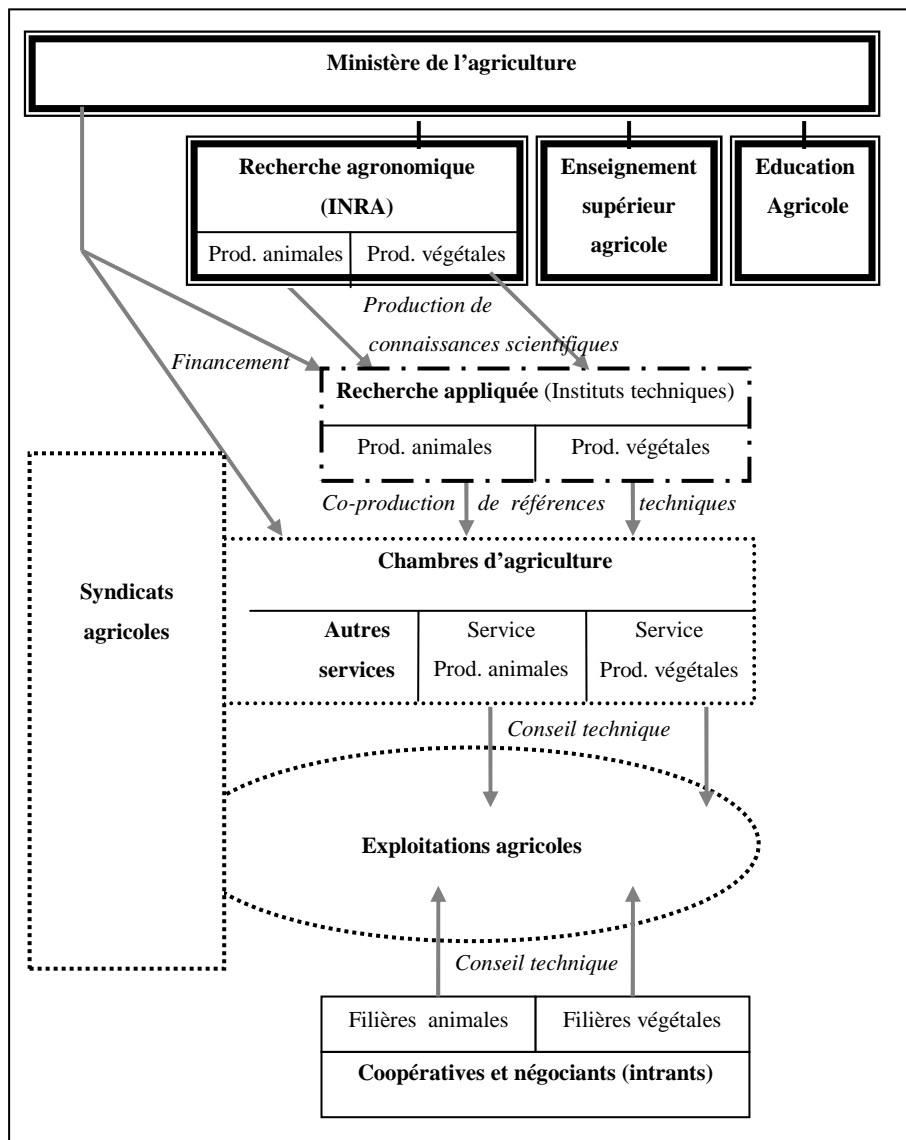 Ministère de l'agriculture
Recherche agronomique
(INRA)
Prod. animales
Prod. végétales
Enseignement
supérieur
agricole
Education
Agricole
Production de
connaissances scientifiques
Financement
Recherche appliquée (Instituts techniques)
Prod. animales
Prod. végétales
Co-production de références techniques
Syndicats
agricoles
Chambres d'agriculture
Autres
services
Service
Prod. animales
Service
Prod. végétales
Conseil technique
Exploitations agricoles
Conseil technique
Filières animales
Filières végétales
Coopératives et négociants (intrants)